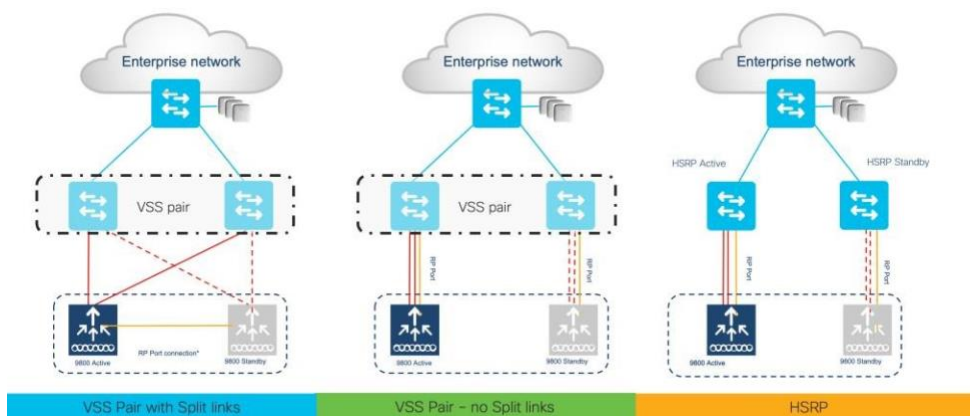 Enterprise network
VSS pair
RP Port connection*
9800 Active
9800 Standby
VSS Pair with Split links
Enterprise network
VSS pair
RP Port
RP Port
9800 Active
9800 Standby
VSS Pair – no Split links
Enterprise network
HSRP Active
HSRP Standby
RP Port
RP Port
9800 Active
9800 Standby
HSRP